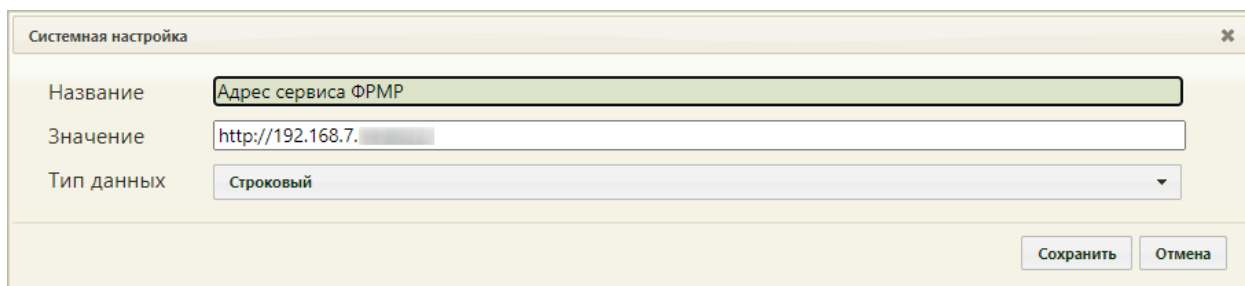 Системная настройка
Название Адрес сервиса ФРМР
Значение http://192.168.7.
Тип данных Строковый
Сохранить Отмена